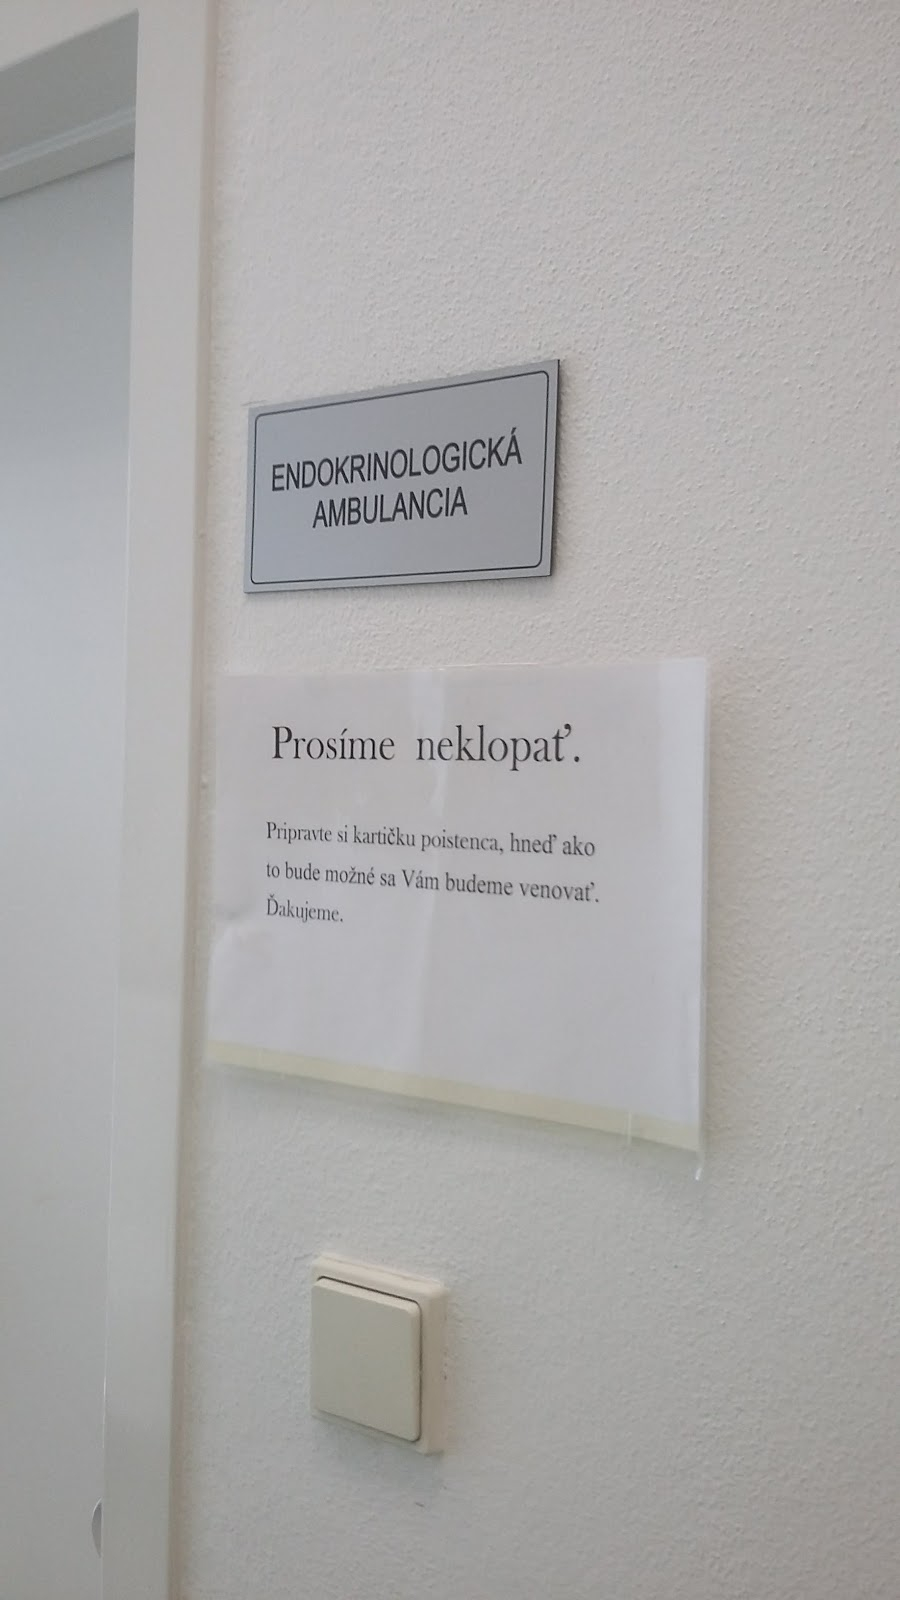 ENDOKRINOLOGICKÁ
AMBULANCIA
Prosíme neklopať.
Pripravte si kartičku poistenca, hneď ako
to bude možné sa Vám budeme venovať.
Ďakujeme.